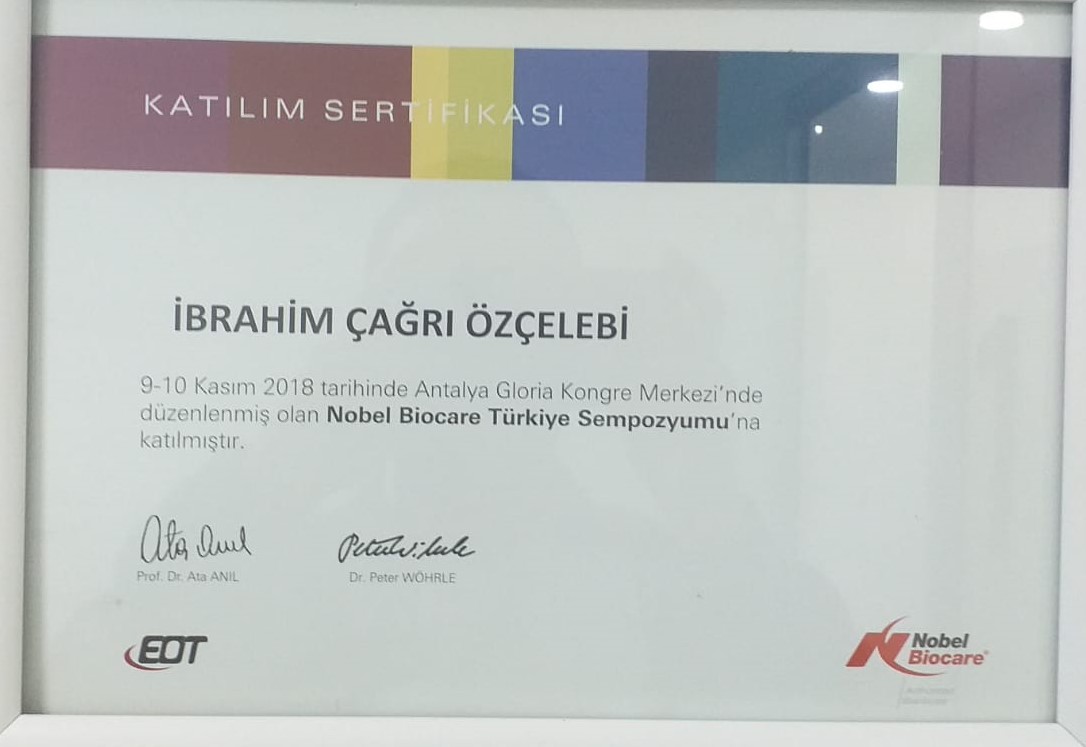 KATILIM SERTİFİKASI
İBRAHİM ÇAĞRI ÖZÇELEBİ
9-10 Kasım 2018 tarihinde Antalya Gloria Kongre Merkezi'nde
düzenlenmiş olan Nobel Biocare Türkiye Sempozyumu'na
katılmıştır.
Prof. Dr. Ata ANIL
Dr. Peter WÖHRLE
EOT
Nobel
Biocare®